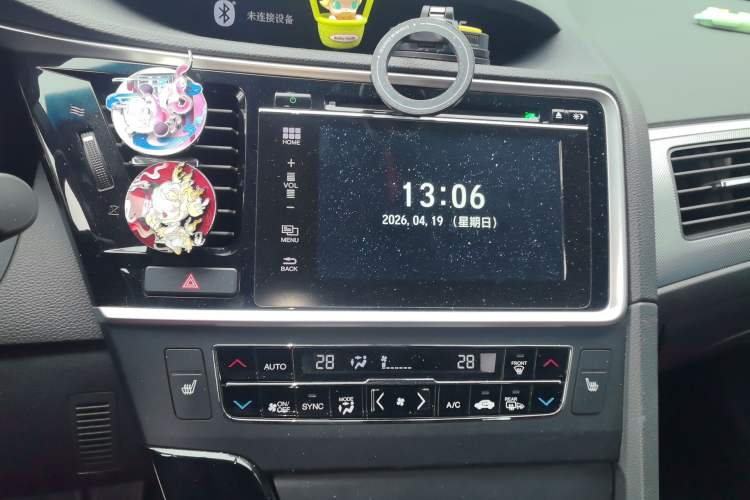 未连接设备
HOME
+
VOL
−
MENU
BACK
13:06
2026, 04, 19 (星期日)
AUTO
28
28
FRONT
ON/
OFF
SYNC
MODE
A/C
REAR